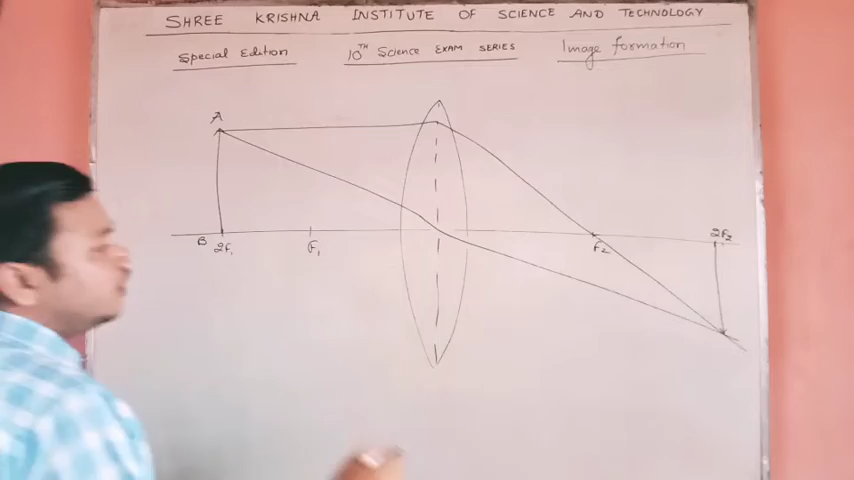 SHREE KRISHNA INSTITUTE OF SCIENCE AND TECHNOLOGY
Special Edition 10TH Science EXAM SERIES Image formation
A
B 2F1 F1 F2 2F2